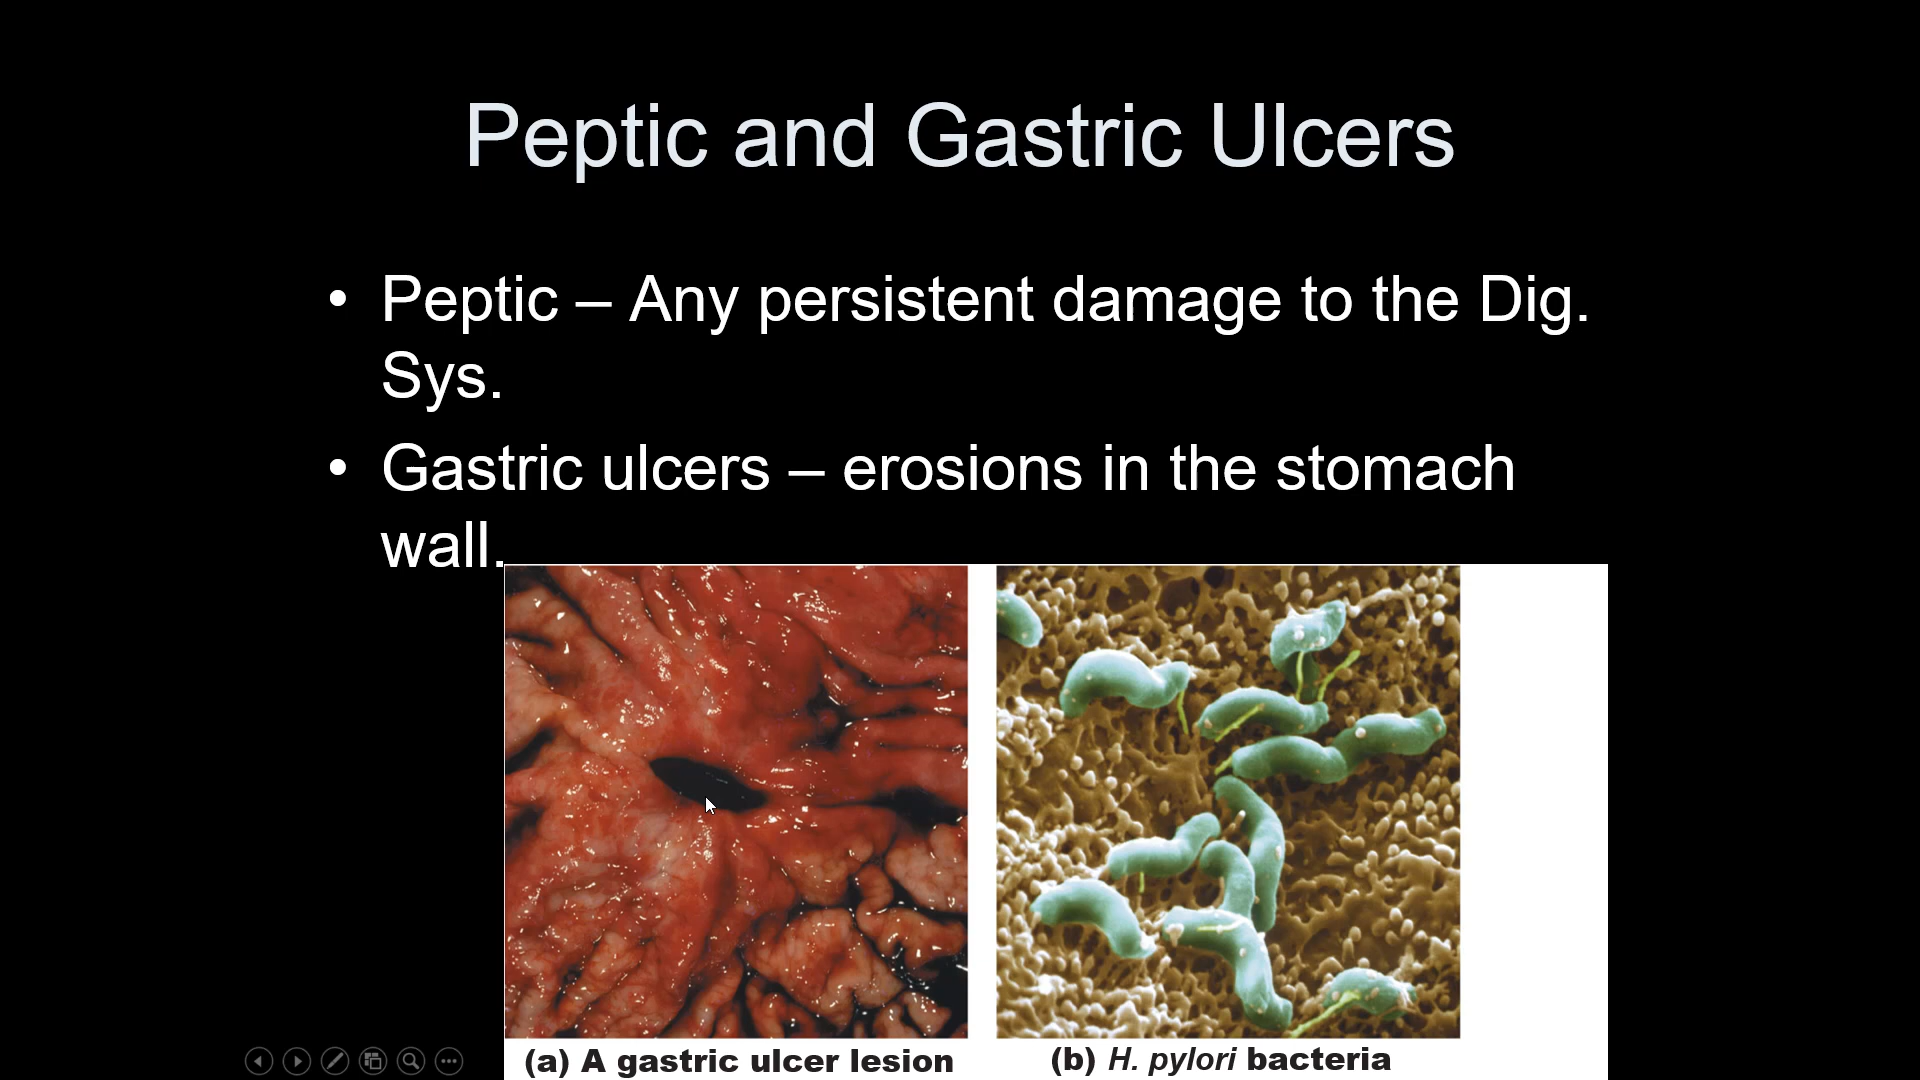 Peptic and Gastric Ulcers
• Peptic – Any persistent damage to the Dig.
Sys.
• Gastric ulcers – erosions in the stomach
wall.
(a) A gastric ulcer lesion
(b) H. pylori bacteria